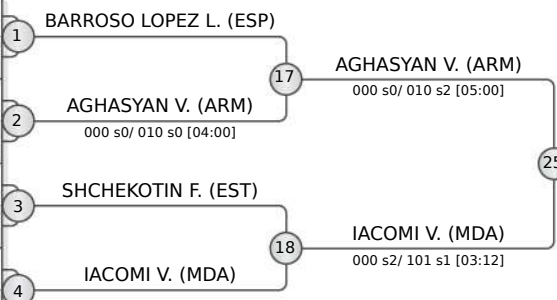 BARROSO LOPEZ L. (ESP)
1
17
AGHASYAN V. (ARM)
000 s0/ 010 s2 [05:00]
AGHASYAN V. (ARM)
2
000 s0/ 010 s0 [04:00]
25
SHCHEKOTIN F. (EST)
3
18
IACOMI V. (MDA)
000 s2/ 101 s1 [03:12]
IACOMI V. (MDA)
4